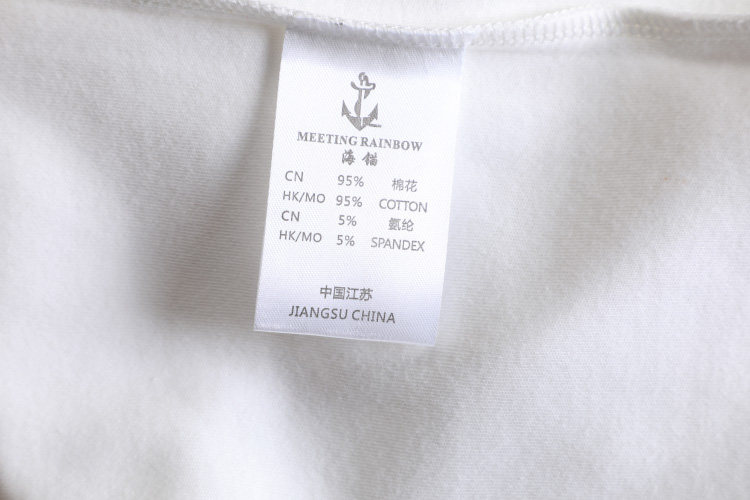 MEETING RAINBOW
海锚
CN 95% 棉花
HK/MO 95% COTTON
CN 5% 氨纶
HK/MO 5% SPANDEX
中国江苏
JIANGSU CHINA